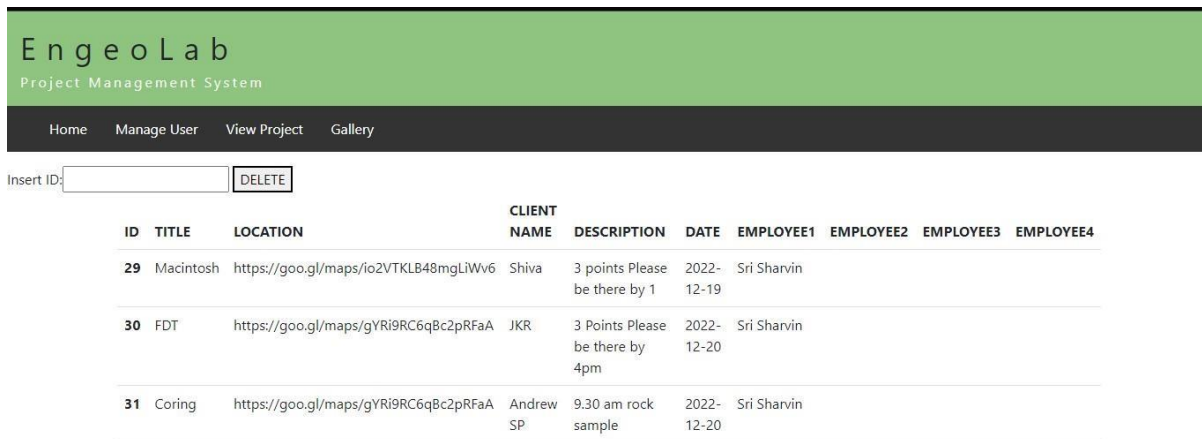 EngeoLab
Project Management System
Home Manage User View Project Gallery
Insert ID: DELETE
ID TITLE LOCATION CLIENT NAME DESCRIPTION DATE EMPLOYEE1 EMPLOYEE2 EMPLOYEE3 EMPLOYEE4
29 Macintosh https://goo.gl/maps/io2VTKLB48mgLiWv6 Shiva 3 points Please 2022- Sri Sharvin
be there by 1 12-19
30 FDT https://goo.gl/maps/gYRi9RC6qBc2pRFaA JKR 3 Points Please 2022- Sri Sharvin
be there by 12-20
4pm
31 Coring https://goo.gl/maps/gYRi9RC6qBc2pRFaA Andrew 9.30 am rock 2022- Sri Sharvin
SP sample 12-20